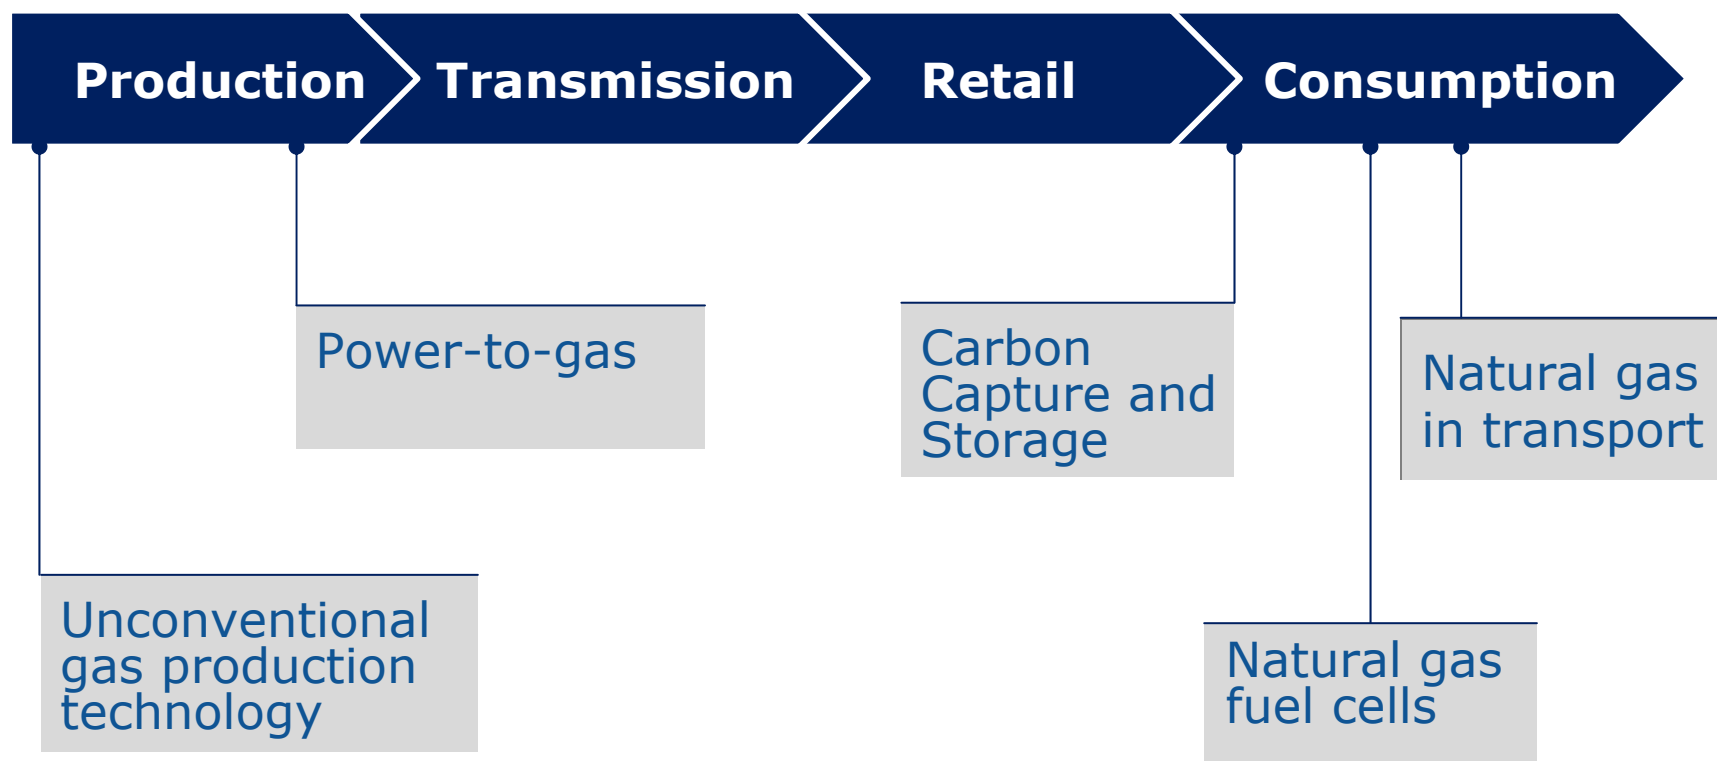 Production
Transmission
Retail
Consumption
Power-to-gas
Carbon
Capture and
Storage
Natural gas
in transport
Unconventional
gas production
technology
Natural gas
fuel cells